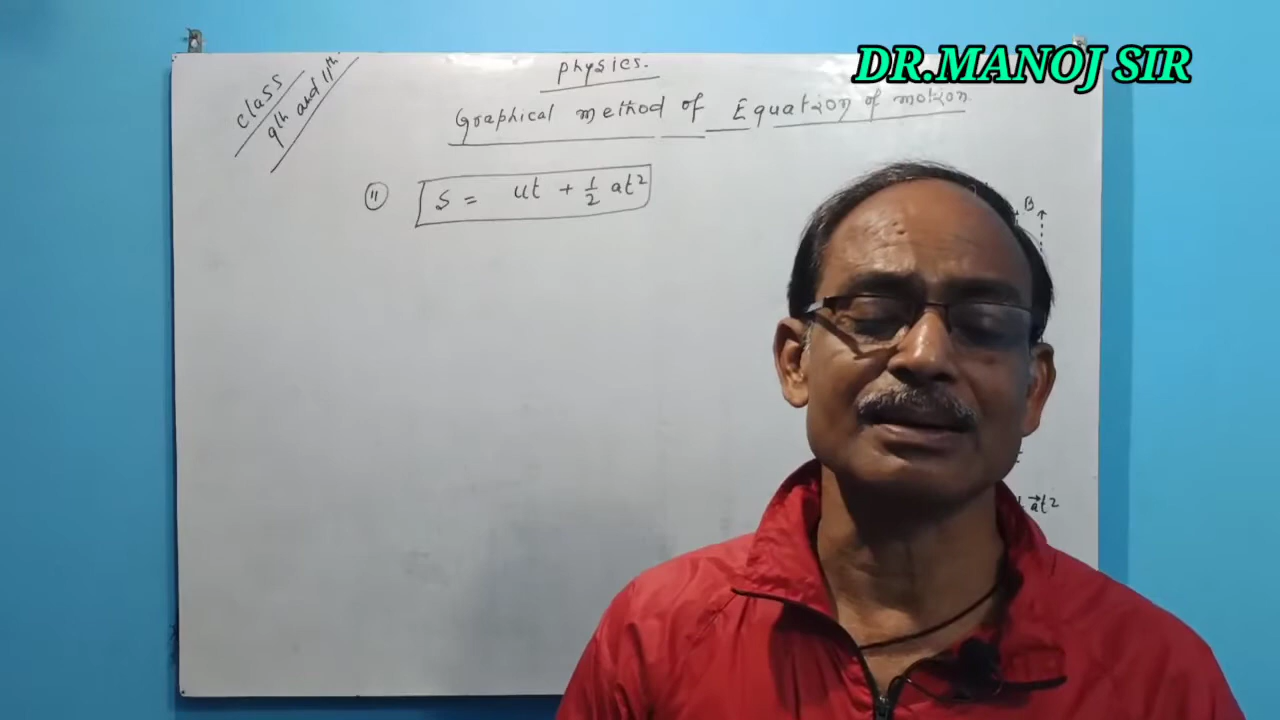 DR.MANOJ SIR
class
9th and 11th
physics.
Graphical method of Equation of motion.
(11) S = ut + 1/2 at²
B
at²